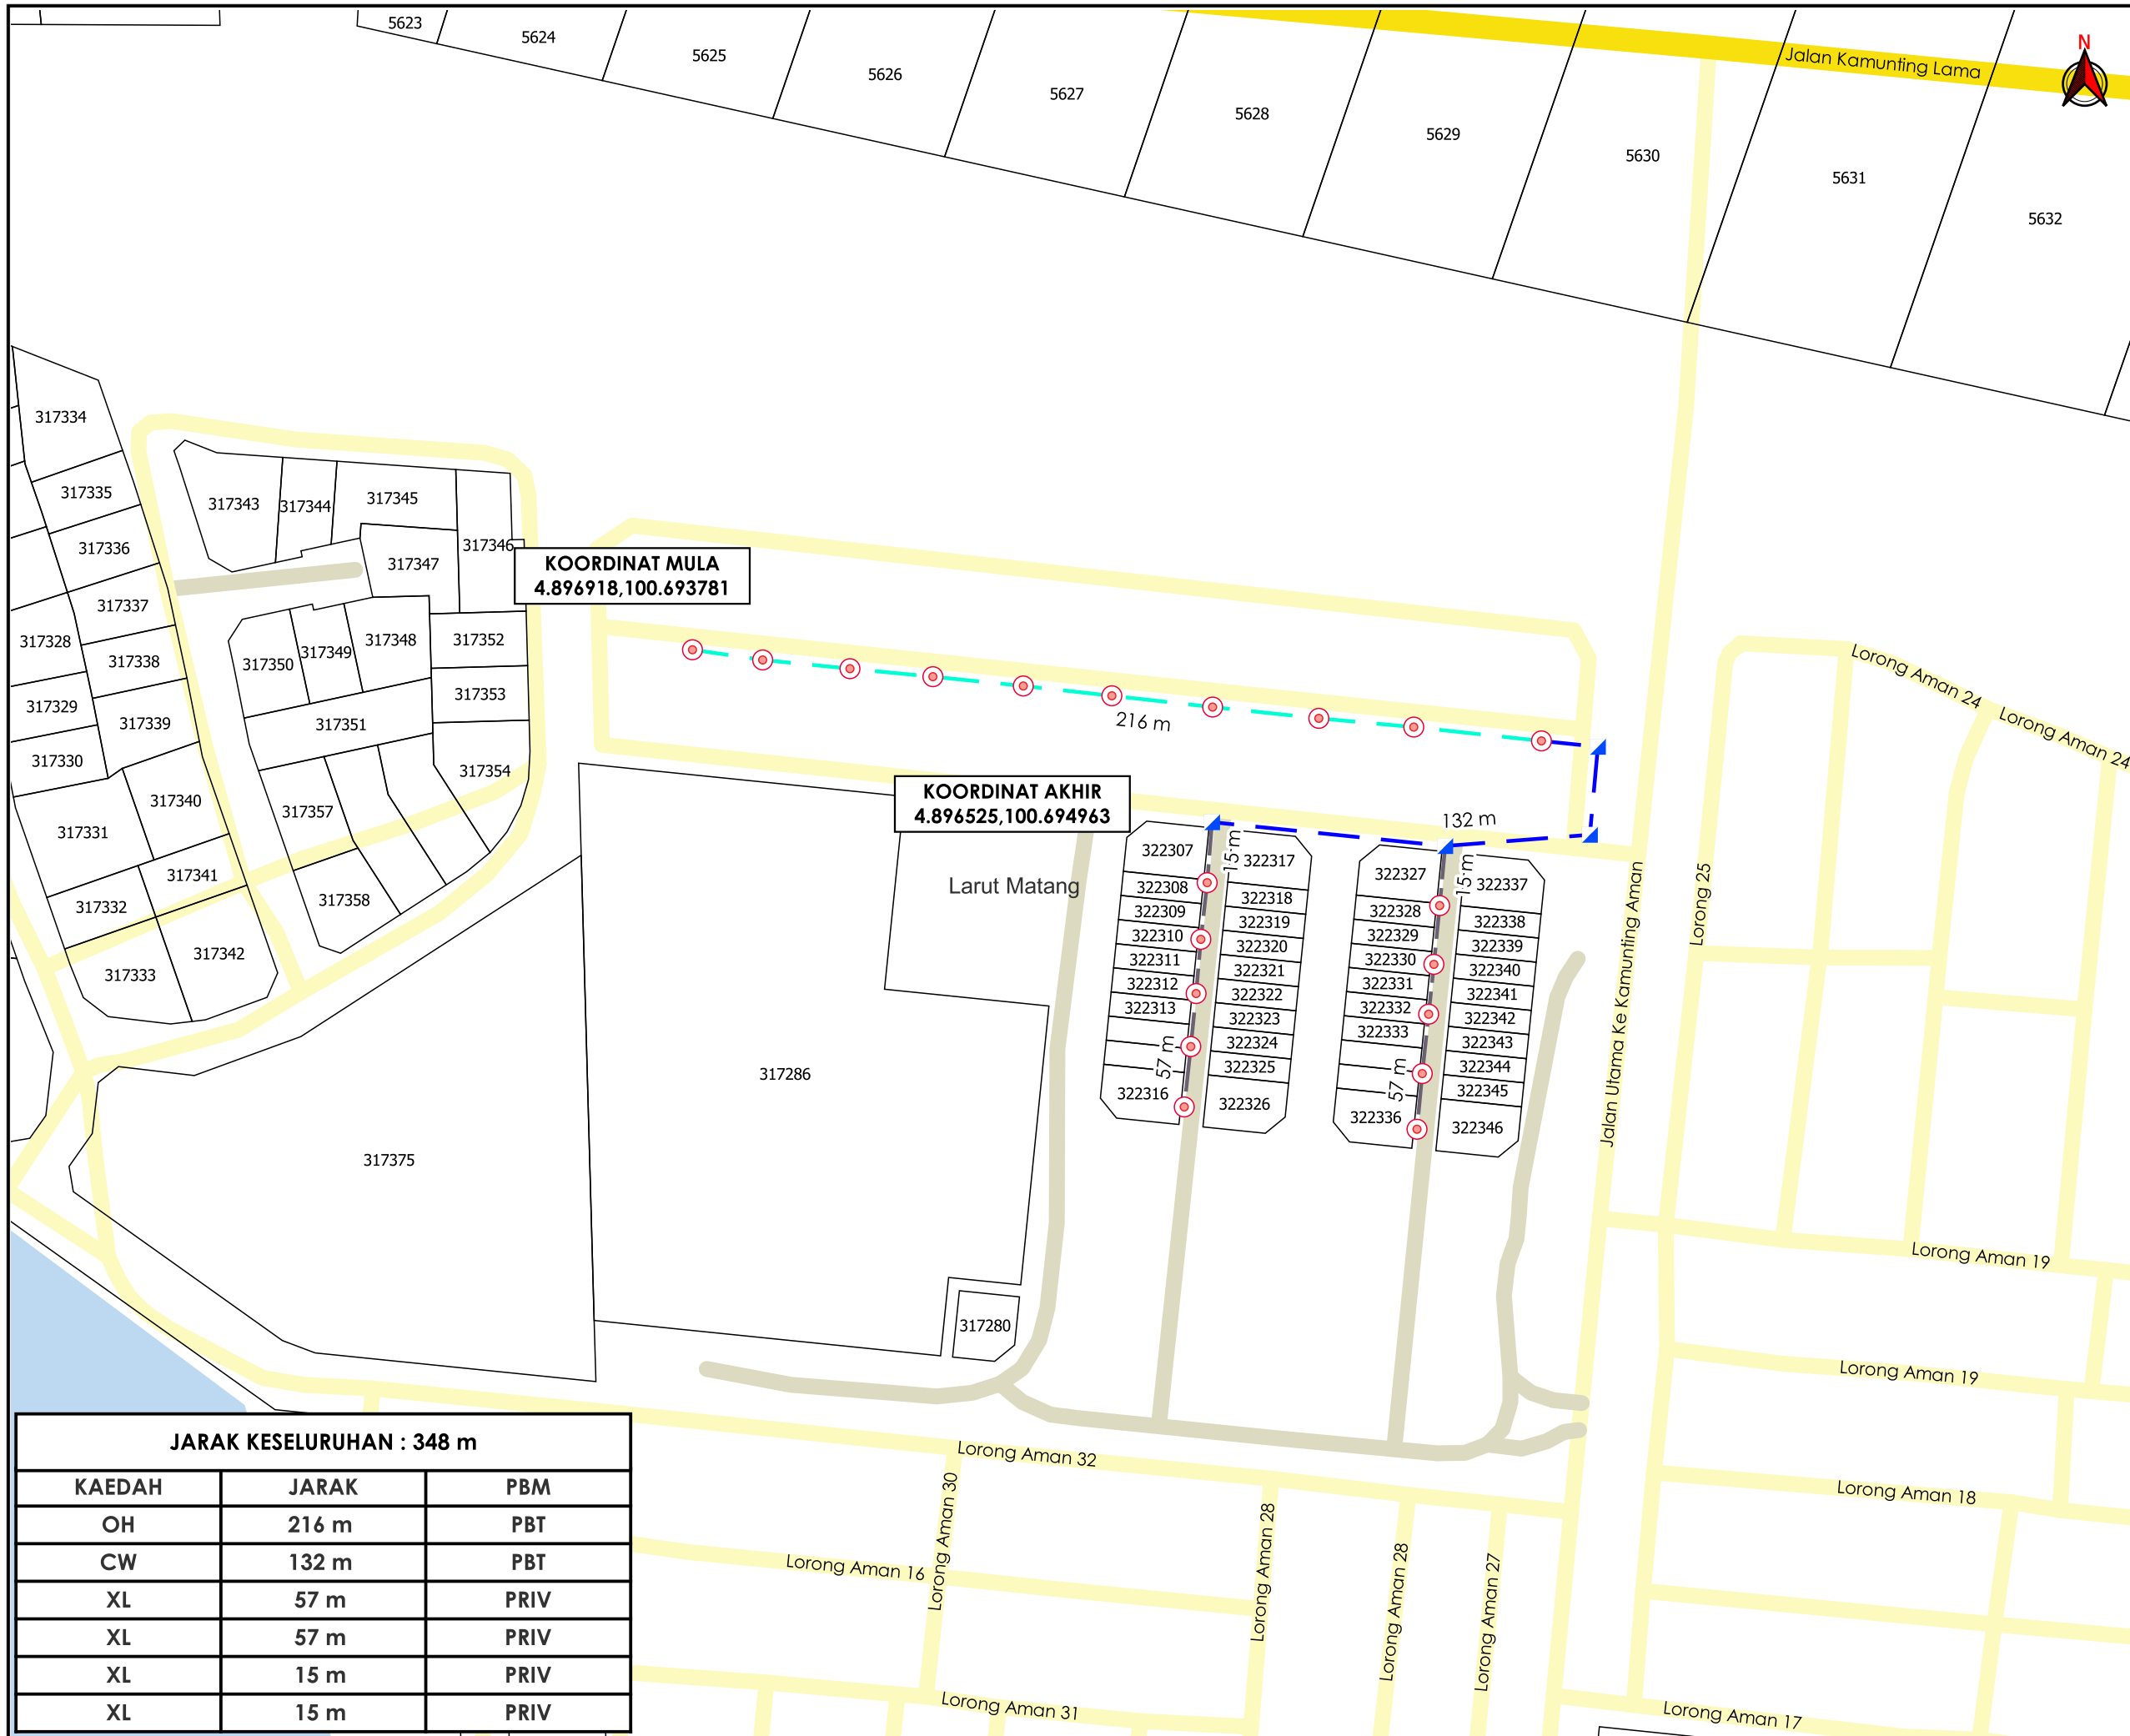 5623
5624
5625
5626
5627
5628
5629
5630
5631
5632
Jalan Kamunting Lama
N
317334
317335
317336
317337
317328
317338
317329
317339
317330
317340
317331
317341
317332
317342
317333
317343
317344
317345
317346
317347
317348
317349
317350
317351
317352
317353
317354
317357
317358
KOORDINAT MULA
4.896918,100.693781
216 m
KOORDINAT AKHIR
4.896525,100.694963
132 m
Larut Matang
322307
322308
322309
322310
322311
322312
322313
322316
15 m
57 m
322317
322318
322319
322320
322321
322322
322323
322324
322325
322326
322327
322328
322329
322330
322331
322332
322333
322336
15 m
57 m
322337
322338
322339
322340
322341
322342
322343
322344
322345
322346
Jalan Utama Ke Kamunting Aman
Lorong 25
Lorong Aman 24
Lorong Aman 24
317286
317375
317280
Lorong Aman 19
Lorong Aman 19
Lorong Aman 18
Lorong Aman 17
Lorong Aman 32
Lorong Aman 30
Lorong Aman 28
Lorong Aman 28
Lorong Aman 27
Lorong Aman 16
Lorong Aman 31
JARAK KESELURUHAN : 348 m
KAEDAH JARAK PBM
OH 216 m PBT
CW 132 m PBT
XL 57 m PRIV
XL 57 m PRIV
XL 15 m PRIV
XL 15 m PRIV